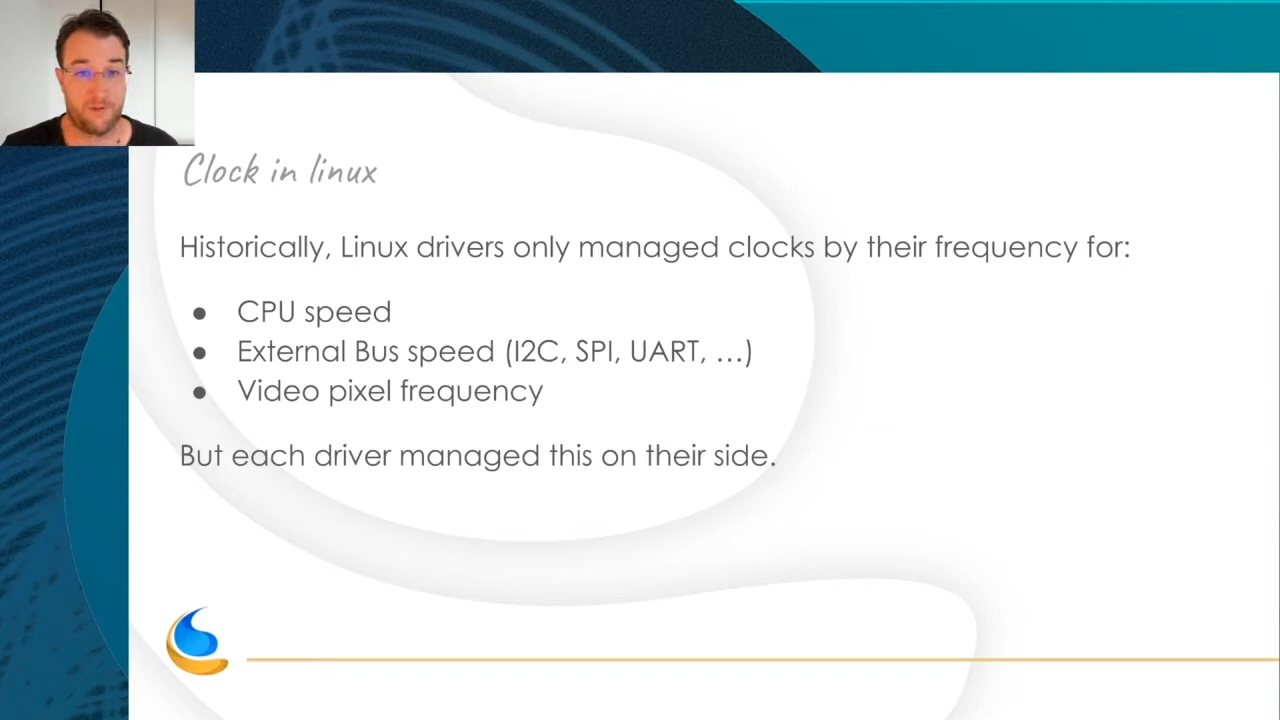 Clock in linux
Historically, Linux drivers only managed clocks by their frequency for:
● CPU speed
● External Bus speed (I2C, SPI, UART, …)
● Video pixel frequency
But each driver managed this on their side.